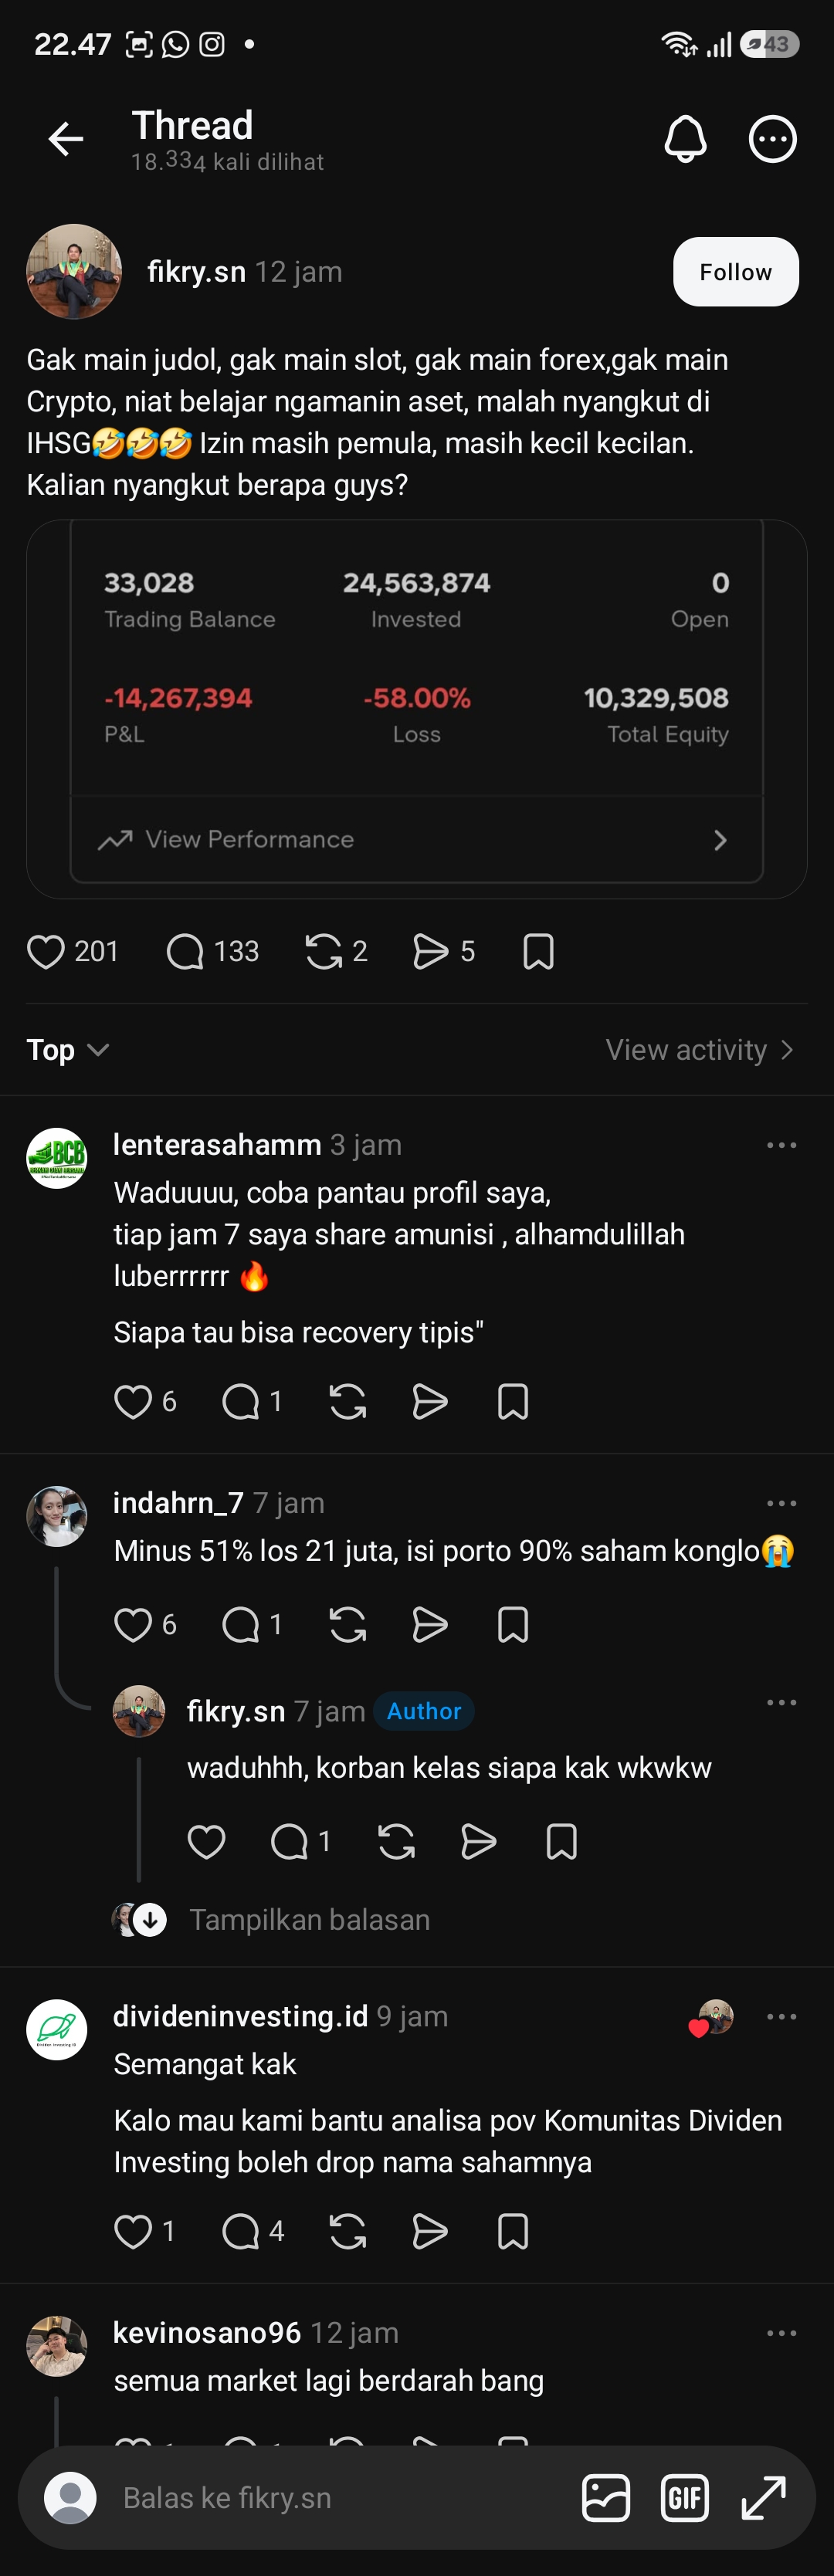 22.47
43
Thread
18.334 kali dilihat
fikry.sn 12 jam
Follow
Gak main judol, gak main slot, gak main forex,gak main
Crypto, niat belajar ngamanin aset, malah nyangkut di
IHSG🤣🤣🤣 Izin masih pemula, masih kecil kecilan.
Kalian nyangkut berapa guys?
33,028 24,563,874 0
Trading Balance Invested Open
-14,267,394 -58.00% 10,329,508
P&L Loss Total Equity
View Performance
201 133 2 5
Top View activity
BCB
lenterasahamm 3 jam
Waduuuu, coba pantau profil saya,
tiap jam 7 saya share amunisi , alhamdulillah
luberrrrrr 🔥
Siapa tau bisa recovery tipis"
6 1
indahrn_7 7 jam
Minus 51% los 21 juta, isi porto 90% saham konglo😭
6 1
fikry.sn 7 jam Author
waduhhh, korban kelas siapa kak wkwkw
1
Tampilkan balasan
divideninvesting.id 9 jam
Semangat kak
Kalo mau kami bantu analisa pov Komunitas Dividen
Investing boleh drop nama sahamnya
1 4
kevinosano96 12 jam
semua market lagi berdarah bang
Balas ke fikry.sn
GIF